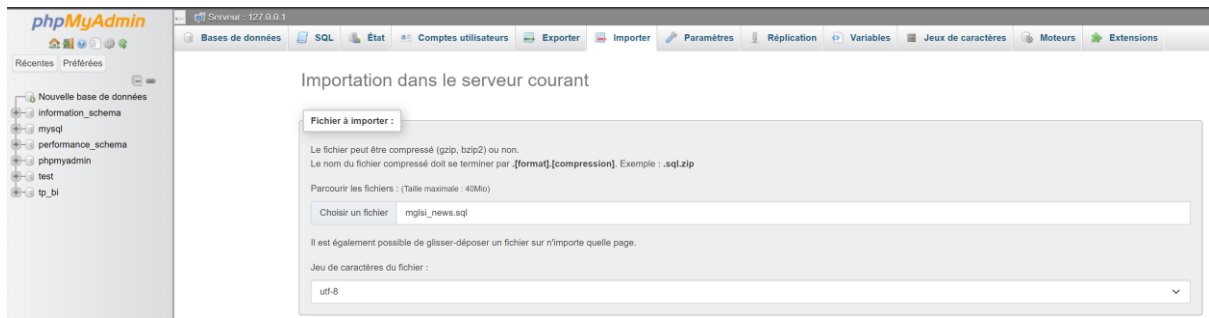 phpMyAdmin
Récentes Préférées
Nouvelle base de données
information_schema
mysql
performance_schema
phpmyadmin
test
tp_bi
Serveur : 127.0.0.1
Bases de données SQL État Comptes utilisateurs Exporter Importer Paramètres Réplication Variables Jeux de caractères Moteurs Extensions
Importation dans le serveur courant
Fichier à importer :
Le fichier peut être compressé (gzip, bzip2) ou non.
Le nom du fichier compressé doit se terminer par .[format].[compression]. Exemple : .sql.zip
Parcourir les fichiers : (Taille maximale : 40Mio)
Choisir un fichier mglsi_news.sql
Il est également possible de glisser-déposer un fichier sur n'importe quelle page.
Jeu de caractères du fichier :
utf-8